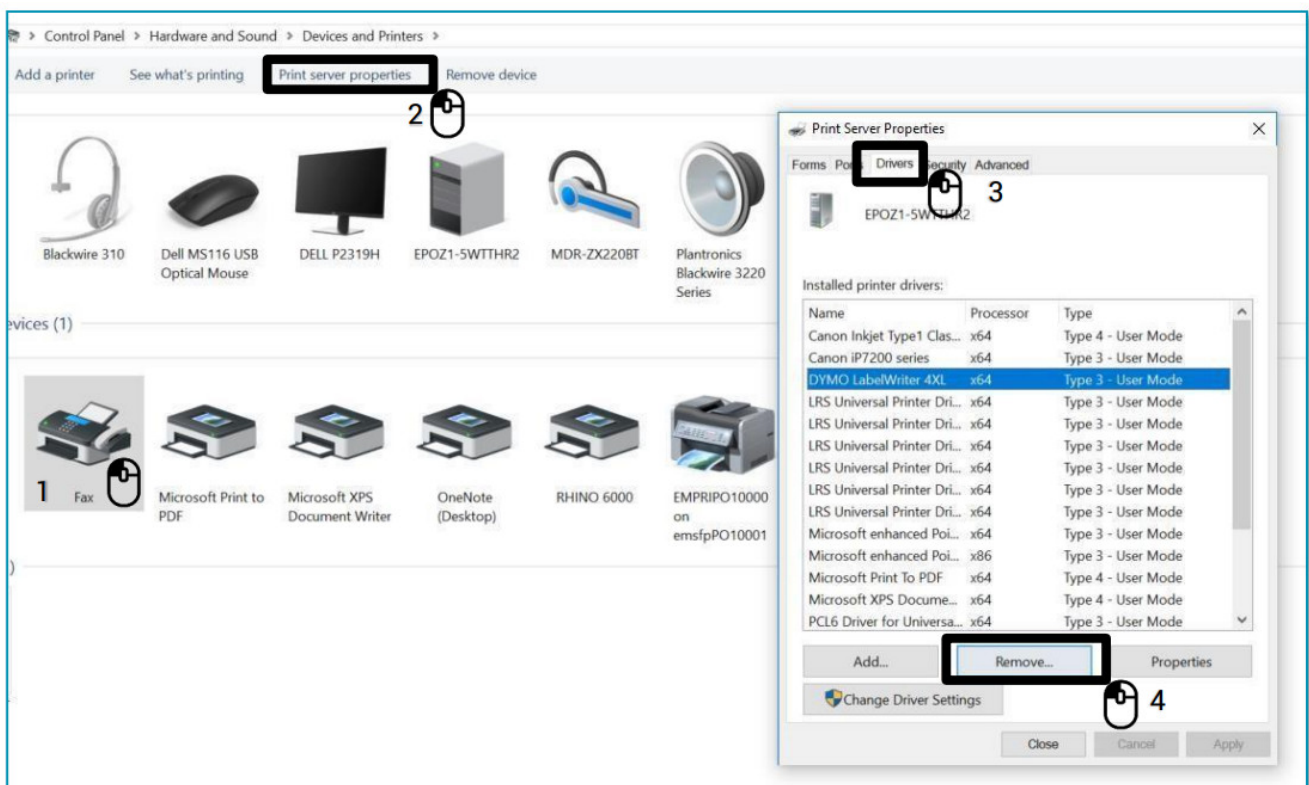 > Control Panel > Hardware and Sound > Devices and Printers >
Add a printer See what's printing Print server properties Remove device
2
Blackwire 310
Dell MS116 USB
Optical Mouse
DELL P2319H
EPOZ1-5WTTHR2
MDR-ZX220BT
Plantronics
Blackwire 3220
Series
evices (1)
1
Fax
Microsoft Print to
PDF
Microsoft XPS
Document Writer
OneNote
(Desktop)
RHINO 6000
EMPRIPO10000
on
emsfpPO10001
)
Print Server Properties
Forms Po Drivers Security Advanced
3
EPOZ1-5WTTHR2
Installed printer drivers:
Name Processor Type
Canon Inkjet Type1 Clas... x64 Type 4 - User Mode
Canon iP7200 series x64 Type 3 - User Mode
DYMO LabelWriter 4XL x64 Type 3 - User Mode
LRS Universal Printer Dri... x64 Type 3 - User Mode
LRS Universal Printer Dri... x64 Type 3 - User Mode
LRS Universal Printer Dri... x64 Type 3 - User Mode
LRS Universal Printer Dri... x64 Type 3 - User Mode
LRS Universal Printer Dri... x64 Type 3 - User Mode
LRS Universal Printer Dri... x64 Type 3 - User Mode
Microsoft enhanced Poi... x64 Type 3 - User Mode
Microsoft enhanced Poi... x86 Type 3 - User Mode
Microsoft Print To PDF x64 Type 4 - User Mode
Microsoft XPS Docume... x64 Type 4 - User Mode
PCL6 Driver for Universa... x64 Type 3 - User Mode
Add... Remove... Properties
4
Change Driver Settings
Close Cancel Apply